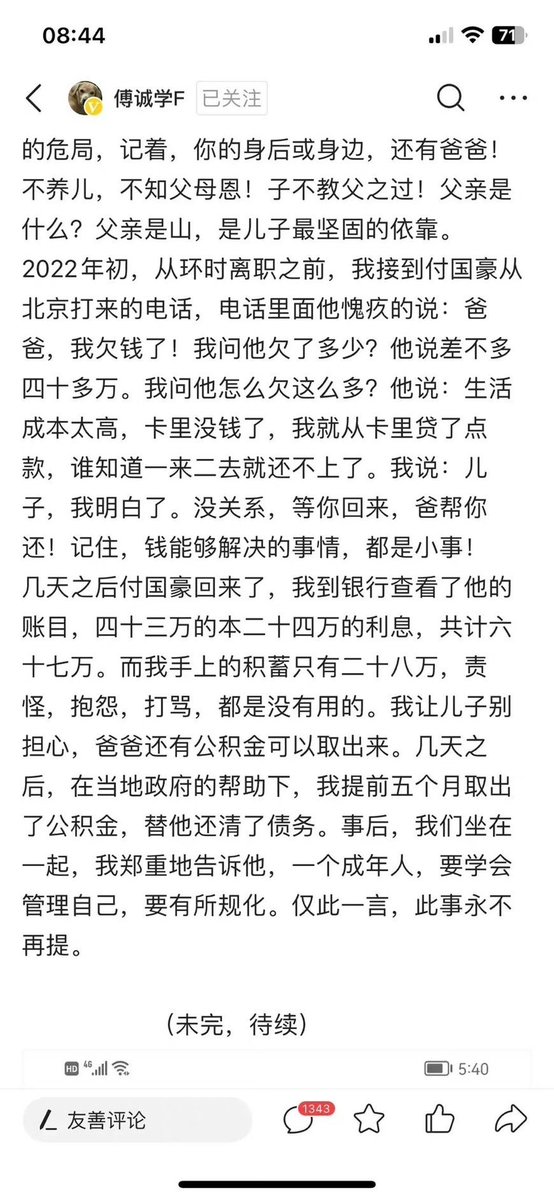 08:44
71
傅诚学F
已关注
的危局，记着，你的身后或身边，还有爸爸！
不养儿，不知父母恩！子不教父之过！父亲是
什么？父亲是山，是儿子最坚固的依靠。
2022年初，从环时离职之前，我接到付国豪从
北京打来的电话，电话里面他愧疚的说：爸
爸，我欠钱了！我问他欠了多少？他说差不多
四十多万。我问他怎么欠这么多？他说：生活
成本太高，卡里没钱了，我就从卡里贷了点
款，谁知道一来二去就还不上了。我说：儿
子，我明白了。没关系，等你回来，爸帮你
还！记住，钱能够解决的事情，都是小事！
几天之后付国豪回来了，我到银行查看了他的
账目，四十三万的本二十四万的利息，共计六
十七万。而我手上的积蓄只有二十八万，责
怪，抱怨，打骂，都是没有用的。我让儿子别
担心，爸爸还有公积金可以取出来。几天之
后，在当地政府的帮助下，我提前五个月取出
了公积金，替他还清了债务。事后，我们坐在
一起，我郑重地告诉他，一个成年人，要学会
管理自己，要有所规化。仅此一言，此事永不
再提。
（未完，待续）
HD 46 5:40
友善评论
1343